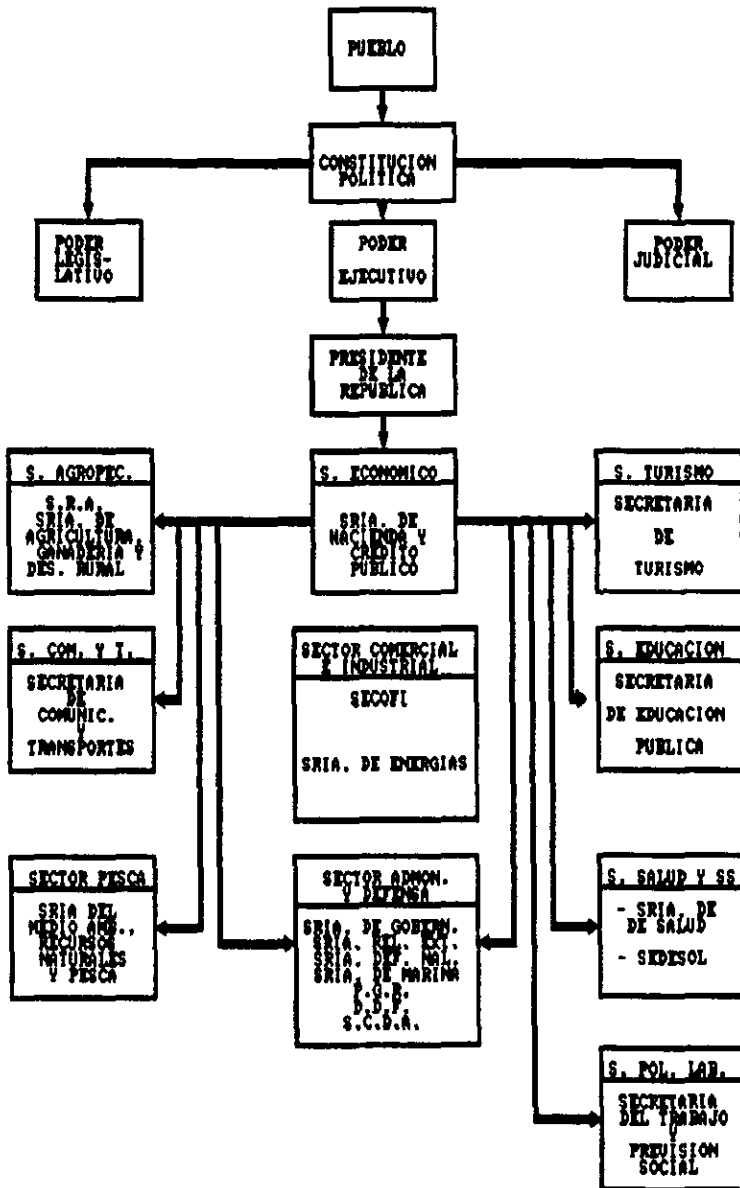 PUEBLO
CONSTITUCION
POLITICA
PODER
LEGIS-
LATIVO
PODER
EJECUTIVO
PODER
JUDICIAL
PRESIDENTE
DE LA
REPUBLICA
S. AGROPEC.
S.R.A.
SRIA. DE
AGRICULTURA,
GANADERIA Y
DES. RURAL
S. ECONOMICO
SRIA. DE
HACIENDA Y
CREDITO
PUBLICO
S. TURISMO
SECRETARIA
DE
TURISMO
S. COM. Y T.
SECRETARIA
DE
COMUNIC.
Y
TRANSPORTES
SECTOR COMERCIAL
E INDUSTRIAL
SECOFI
SRIA. DE ENERGIAS
S. EDUCACION
SECRETARIA
DE EDUCACION
PUBLICA
SECTOR PESCA
SRIA DEL
MEDIO AMB.,
RECURSOS
NATURALES
Y PESCA
SECTOR ADMON.
Y DEFENSA
SRIA. DE GOBERN.
SRIA. REL. EXT.
SRIA. DEF. NAL.
SRIA. DE MARINA
P.G.R.
D.D.F.
S.C.D.A.
S. SALUD Y SS
- SRIA. DE
DE SALUD
- SEDESOL
S. POL. LAB.
SECRETARIA
DEL TRABAJO
Y
PREVISION
SOCIAL